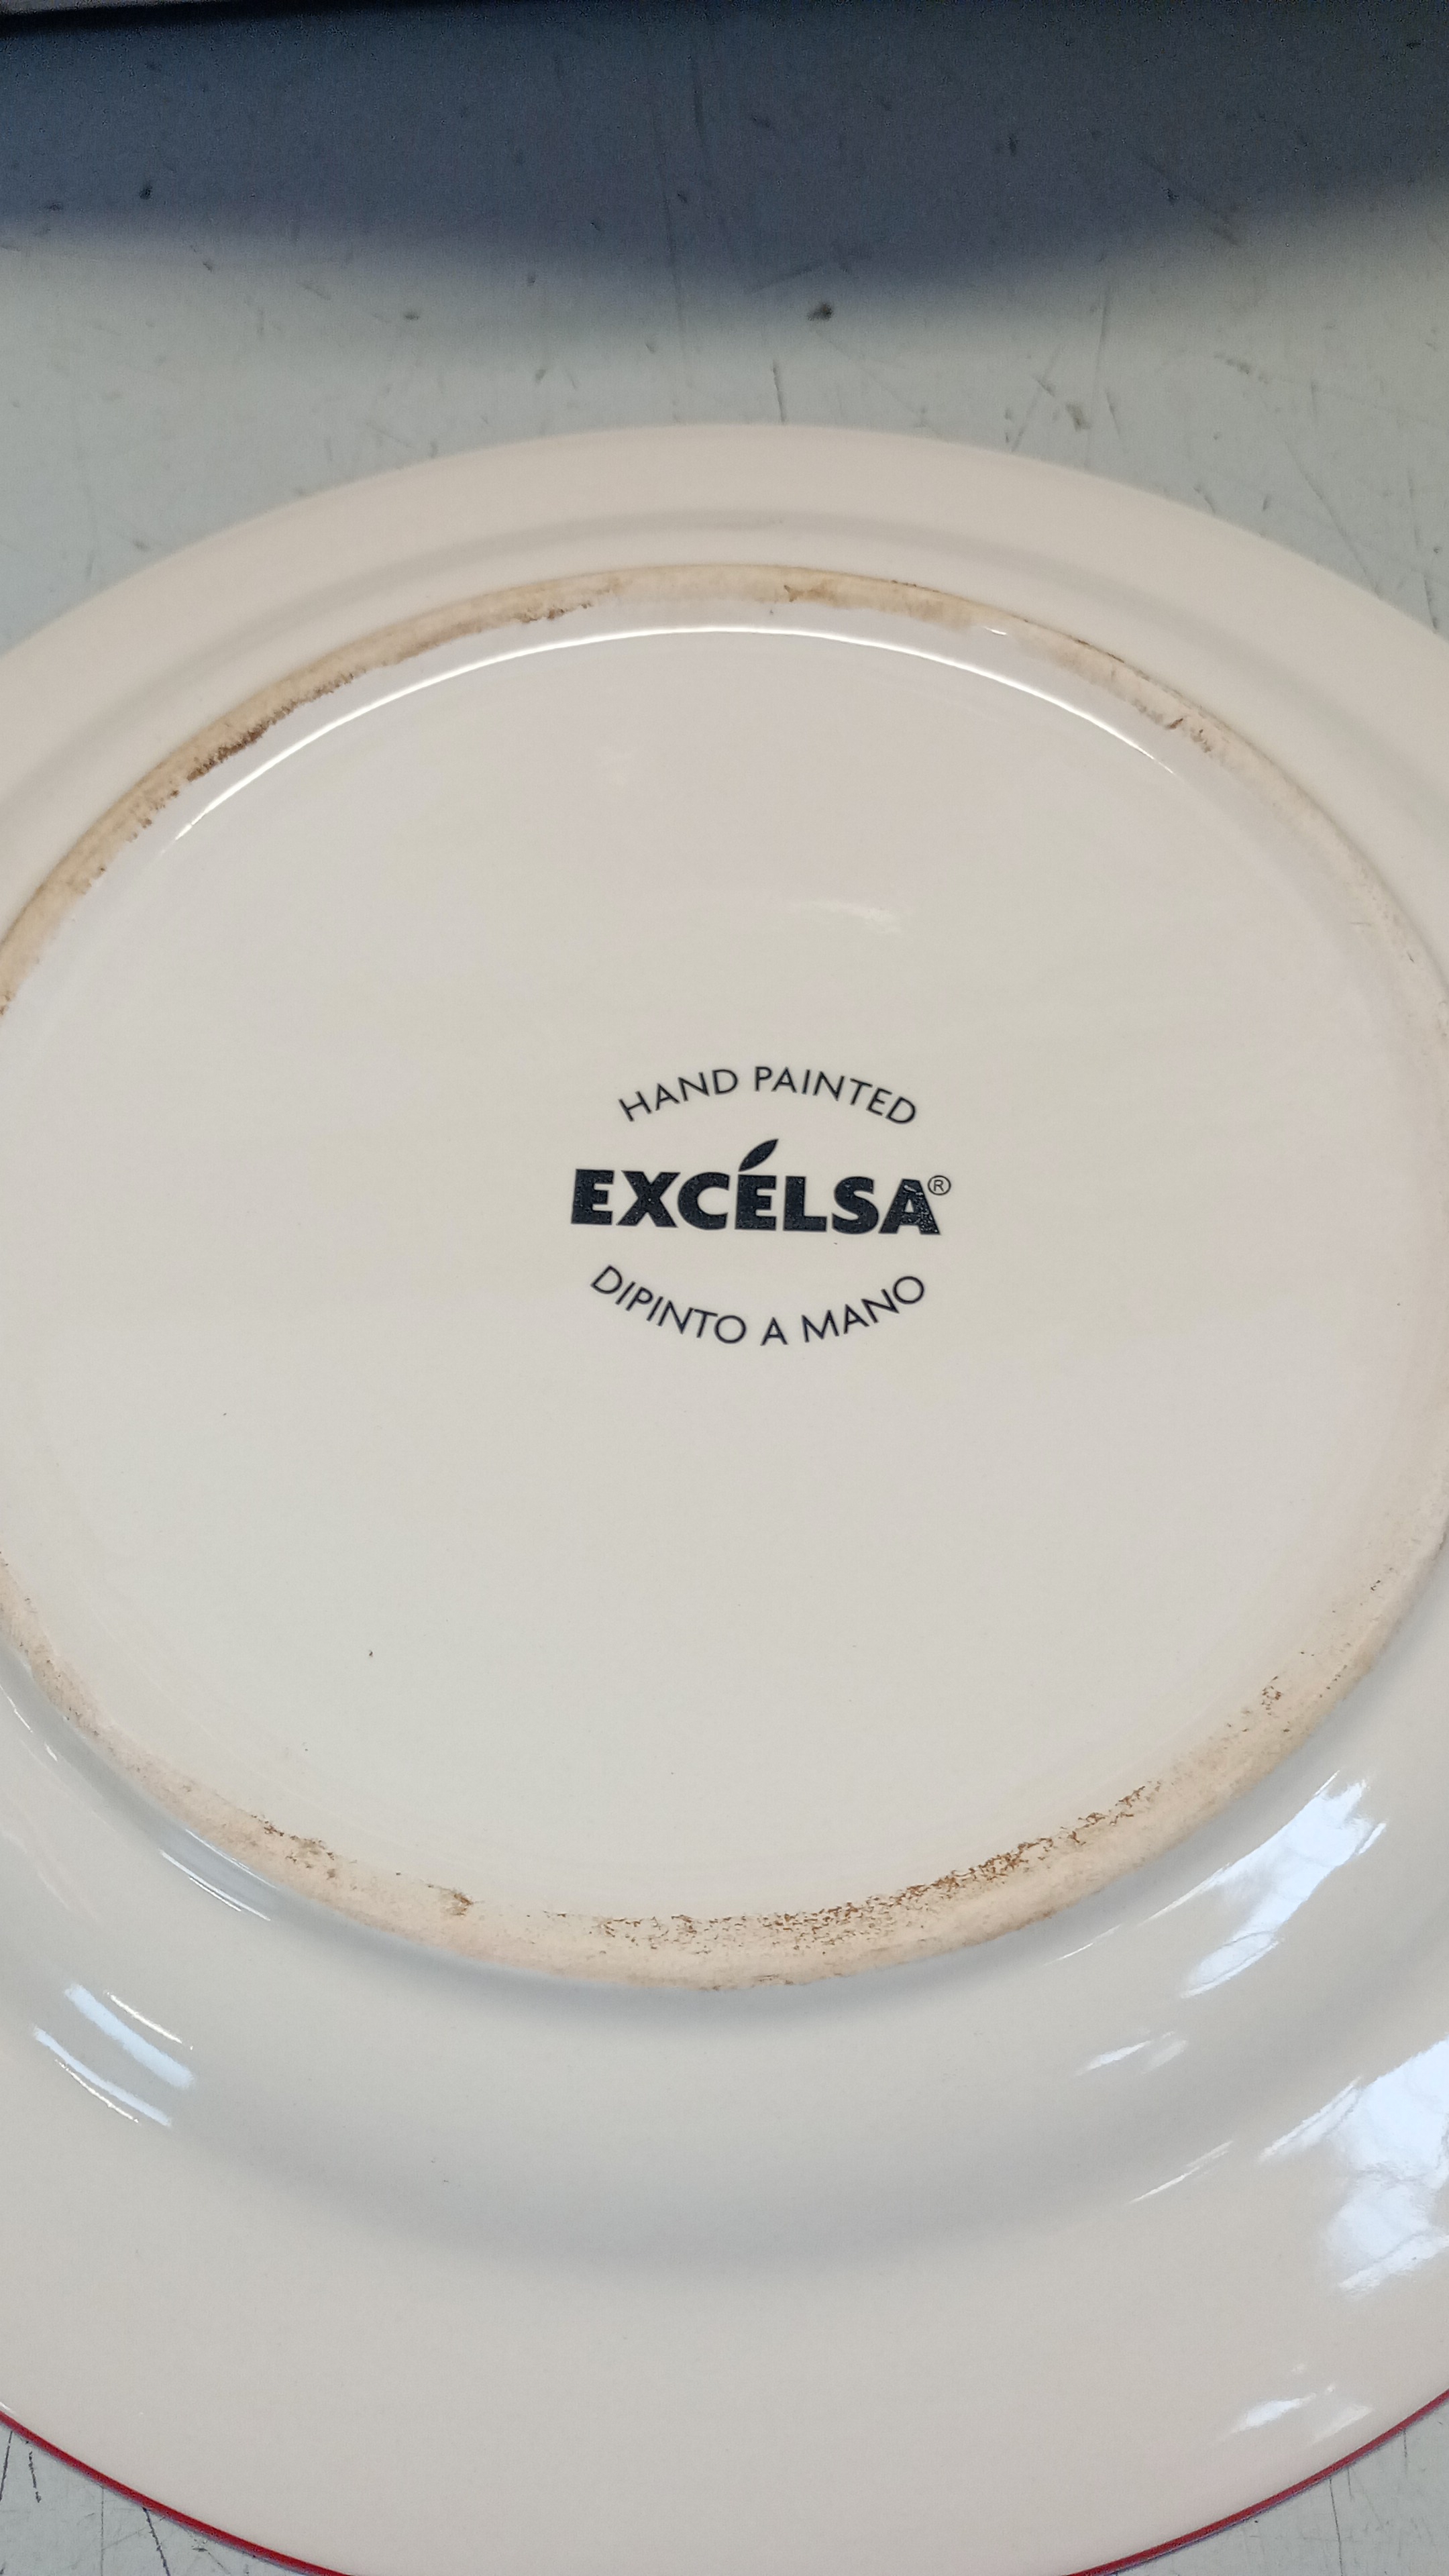 HAND PAINTED
EXCÉLSA®
DIPINTO A MANO